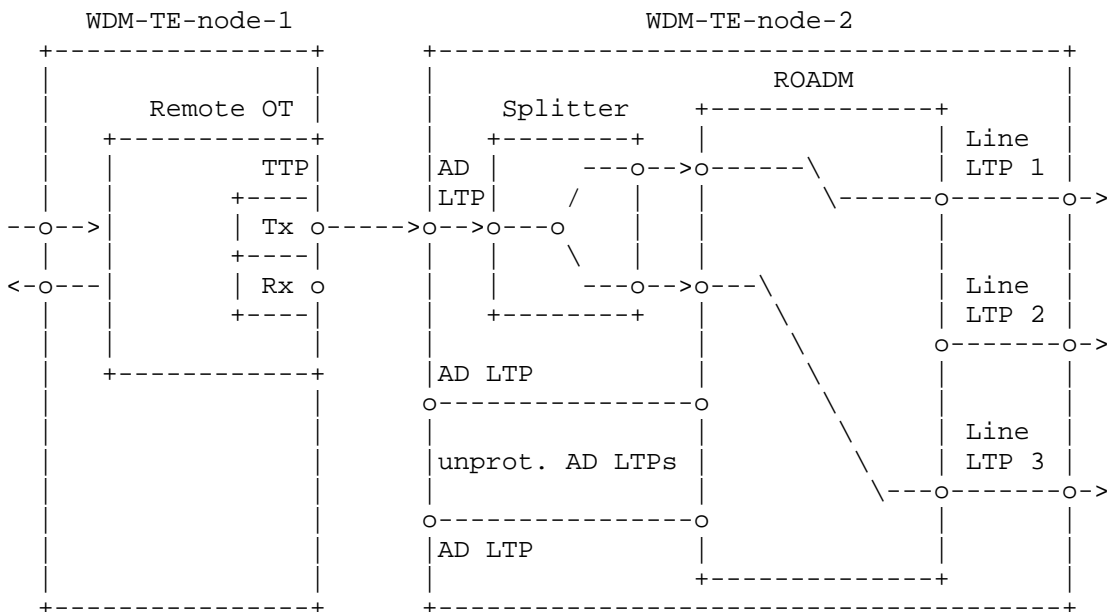 WDM-TE-node-1 WDM-TE-node-2
ROADM
Remote OT Splitter
Line
TTP AD LTP 1
LTP
Tx
Rx Line
LTP 2
AD LTP
Line
unprot. AD LTPs LTP 3
AD LTP